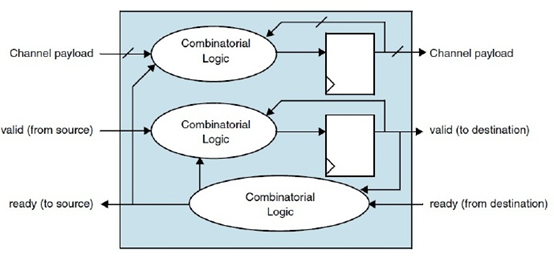 Channel payload
Combinatorial
Logic
Channel payload
valid (from source)
Combinatorial
Logic
valid (to destination)
ready (to source)
Combinatorial
Logic
ready (from destination)